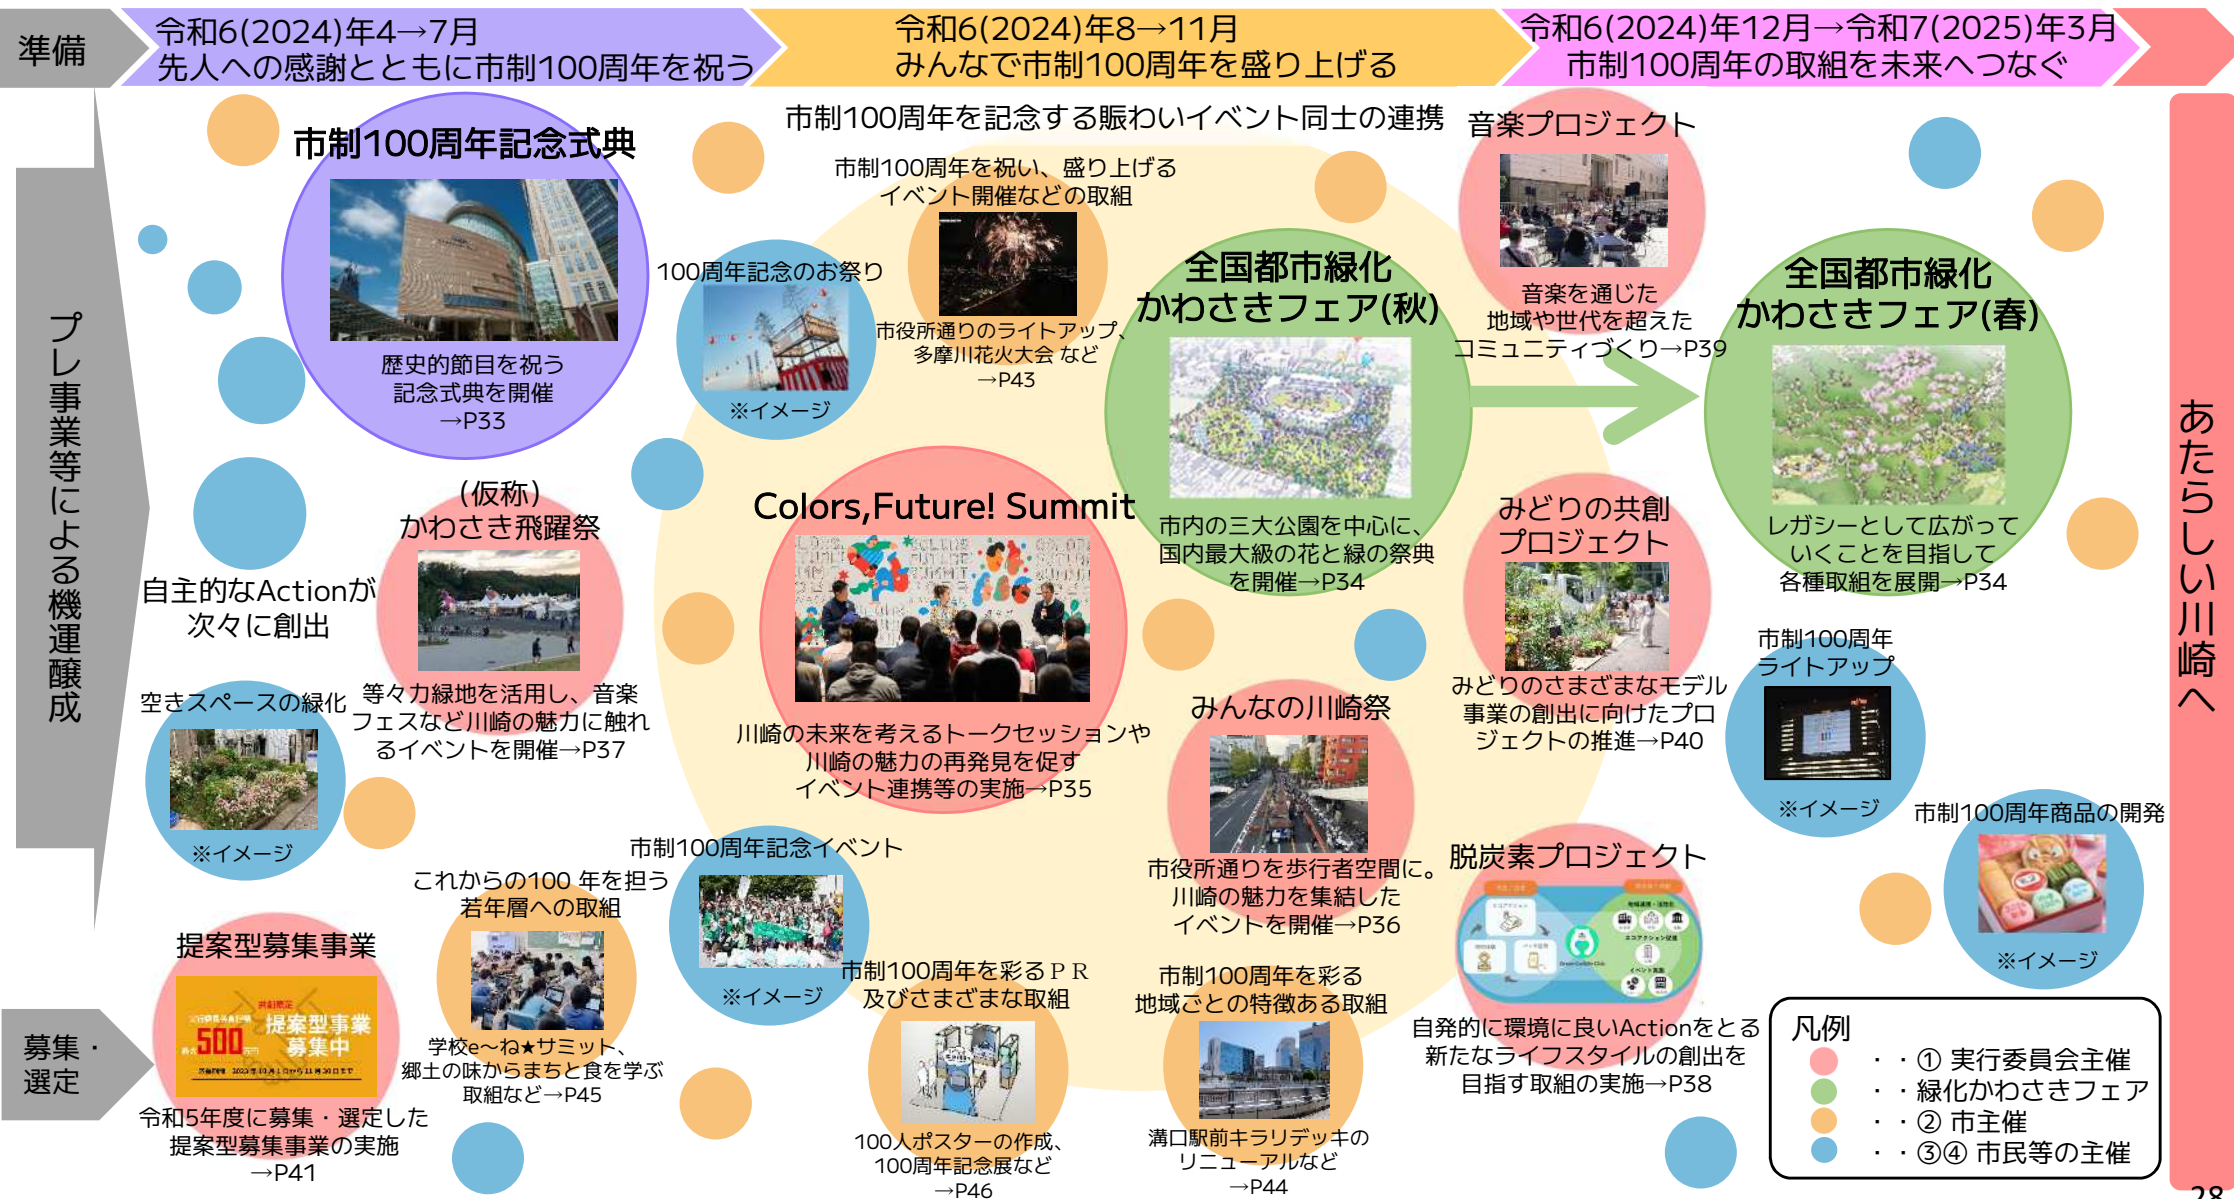 準備
令和6(2024)年4→7月
先人への感謝とともに市制100周年を祝う
令和6(2024)年8→11月
みんなで市制100周年を盛り上げる
令和6(2024)年12月→令和7(2025)年3月
市制100周年の取組を未来へつなぐ
プレ事業等による機運醸成
募集・
選定
市制100周年記念式典
歴史的節目を祝う
記念式典を開催
→P33
(仮称)
かわさき飛躍祭
等々力緑地を活用し、音楽
フェスなど川崎の魅力に触れ
るイベントを開催→P37
自主的なActionが
次々に創出
空きスペースの緑化
※イメージ
提案型募集事業
500
提案型事業
募集中
令和5年度に募集・選定した
提案型募集事業の実施
→P41
これからの100 年を担う
若年層への取組
学校e～ね★サミット、
郷土の味からまちと食を学ぶ
取組など→P45
市制100周年を記念する賑わいイベント同士の連携
市制100周年を祝い、盛り上げる
イベント開催などの取組
市役所通りのライトアップ、
多摩川花火大会 など
→P43
100周年記念のお祭り
※イメージ
Colors,Future! Summit
川崎の未来を考えるトークセッションや
川崎の魅力の再発見を促す
イベント連携等の実施→P35
市制100周年記念イベント
※イメージ
市制100周年を彩るＰＲ
及びさまざまな取組
100人ポスターの作成、
100周年記念展など
→P46
全国都市緑化
かわさきフェア(秋)
市内の三大公園を中心に、
国内最大級の花と緑の祭典
を開催→P34
みんなの川崎祭
市役所通りを歩行者空間に。
川崎の魅力を集結した
イベントを開催→P36
市制100周年を彩る
地域ごとの特徴ある取組
溝口駅前キラリデッキの
リニューアルなど
→P44
音楽プロジェクト
音楽を通じた
地域や世代を超えた
コミュニティづくり→P39
みどりの共創
プロジェクト
みどりのさまざまなモデル
事業の創出に向けたプロ
ジェクトの推進→P40
脱炭素プロジェクト
自発的に環境に良いActionをとる
新たなライフスタイルの創出を
目指す取組の実施→P38
全国都市緑化
かわさきフェア(春)
レガシーとして広がって
いくことを目指して
各種取組を展開→P34
市制100周年
ライトアップ
※イメージ
市制100周年商品の開発
※イメージ
凡例
・・① 実行委員会主催
・・緑化かわさきフェア
・・② 市主催
・・③④ 市民等の主催
あたらしい川崎へ
28